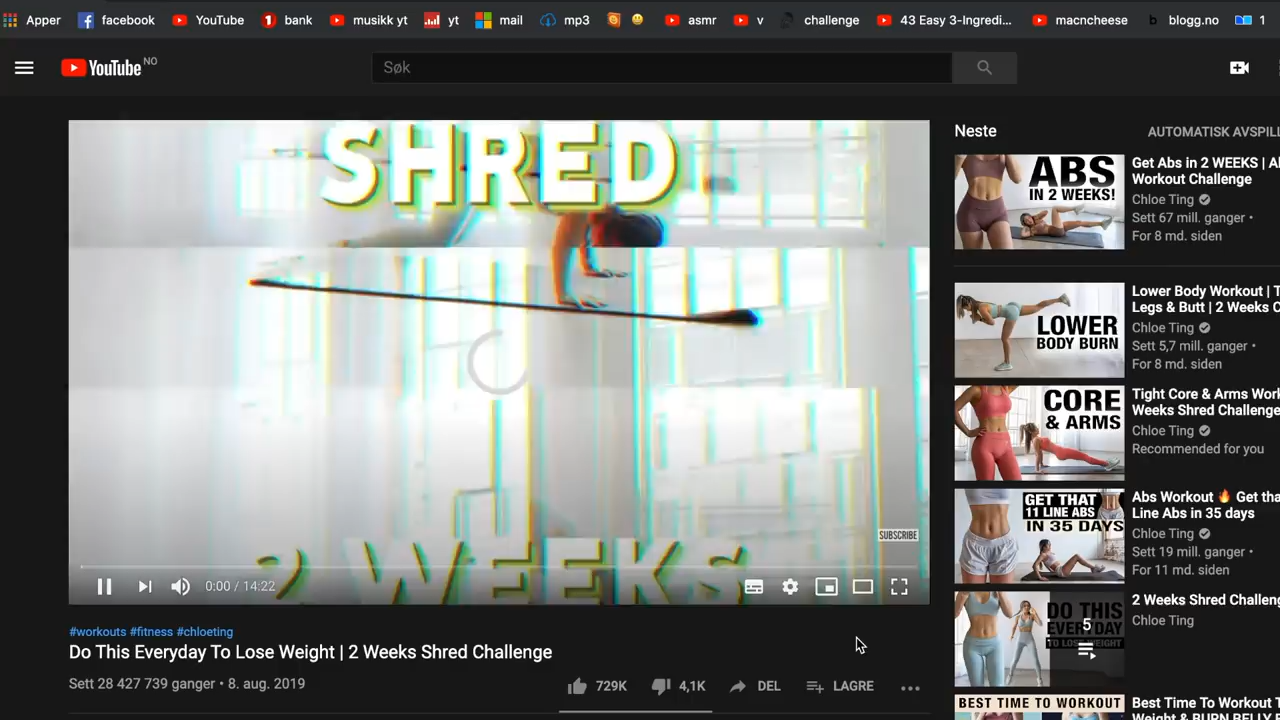 Apper facebook YouTube bank musikk yt yt mail mp3 asmr v challenge 43 Easy 3-Ingredi... macncheese blogg.no 1
YouTube NO
Søk
SHRED
2 WEEKS
SUBSCRIBE
0:00 / 14:22
#workouts #fitness #chloeting
Do This Everyday To Lose Weight | 2 Weeks Shred Challenge
Sett 28 427 739 ganger • 8. aug. 2019
729K 4,1K DEL LAGRE
Neste AUTOMATISK AVSPILL
ABS
IN 2 WEEKS!
Get Abs in 2 WEEKS | A
Workout Challenge
Chloe Ting
Sett 67 mill. ganger •
For 8 md. siden
LOWER
BODY BURN
Lower Body Workout | T
Legs & Butt | 2 Weeks C
Chloe Ting
Sett 5,7 mill. ganger •
For 8 md. siden
CORE
& ARMS
Tight Core & Arms Work
Weeks Shred Challenge
Chloe Ting
Recommended for you
GET THAT
11 LINE ABS
IN 35 DAYS
Abs Workout 🔥 Get tha
Line Abs in 35 days
Chloe Ting
Sett 19 mill. ganger •
For 11 md. siden
DO THIS
EVERYDAY
TO LOSE WEIGHT
5
2 Weeks Shred Challeng
Chloe Ting
BEST TIME TO WORKOUT
Best Time To Workout T
Weight & BURN BELLY F